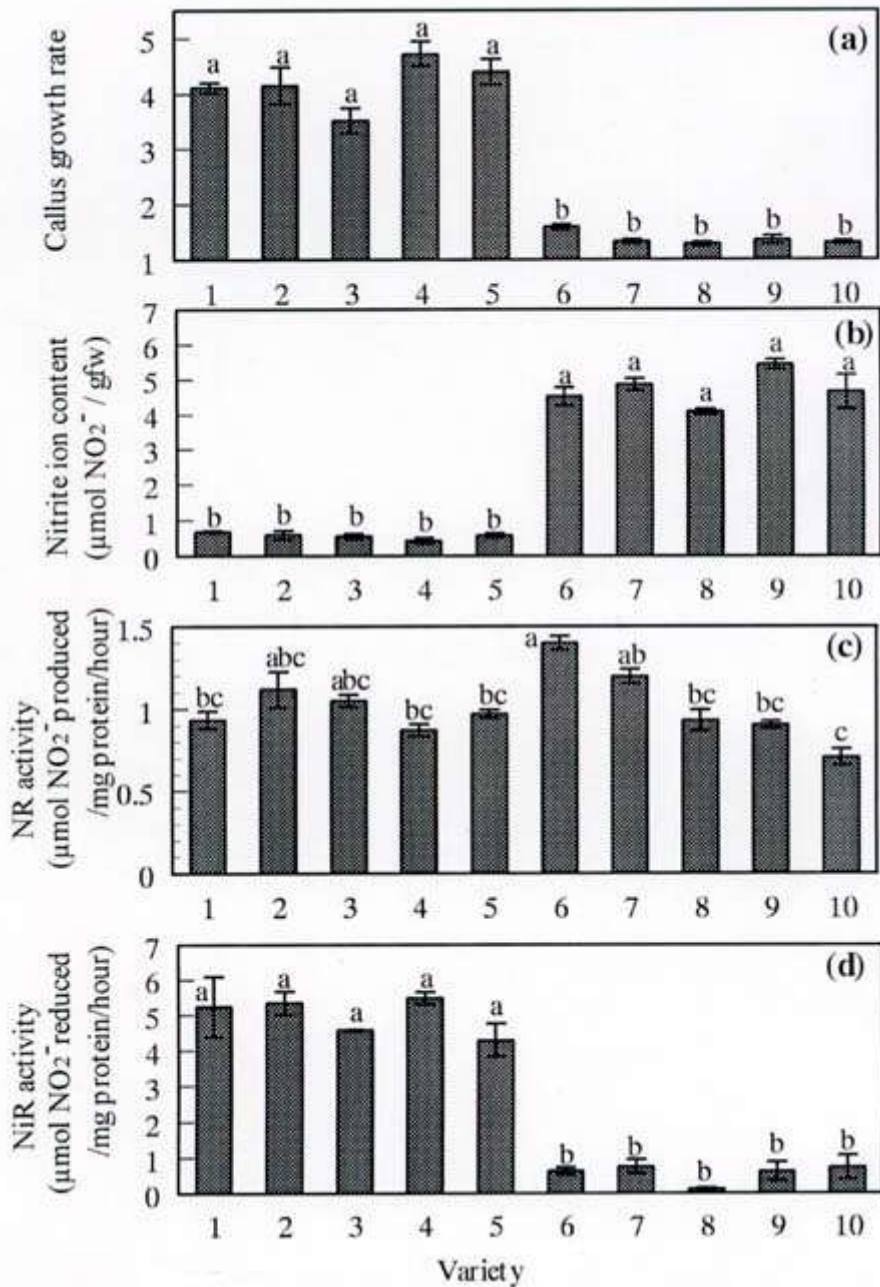 (a)
Callus growth rate
5
4
3
2
1
a a a a a b b b b b
1 2 3 4 5 6 7 8 9 10
(b)
Nitrite ion content
(µmol NO2⁻ / gfw)
7
6
5
4
3
2
1
0
b b b b b a a a a a
1 2 3 4 5 6 7 8 9 10
(c)
NR activity
(µmol NO2⁻ produced
/mg protein/hour)
1.5
1
0.5
0
bc abc abc bc bc a ab bc bc c
1 2 3 4 5 6 7 8 9 10
(d)
NiR activity
(µmol NO2⁻ reduced
/mg protein/hour)
7
6
5
4
3
2
1
0
a a a a a b b b b b
1 2 3 4 5 6 7 8 9 10
Variety